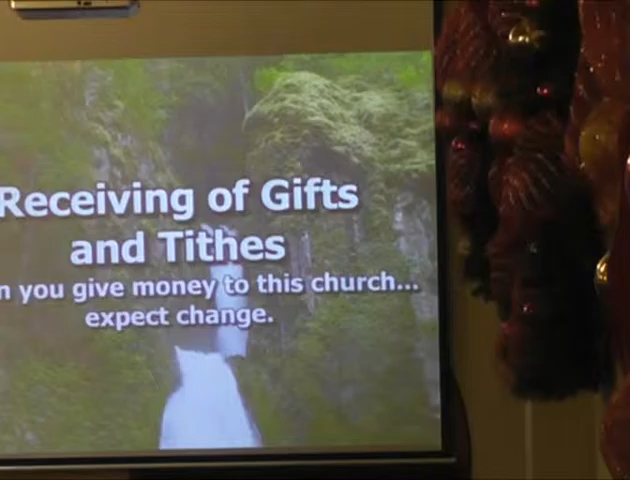 Receiving of Gifts
and Tithes
you give money to this church...
expect change.